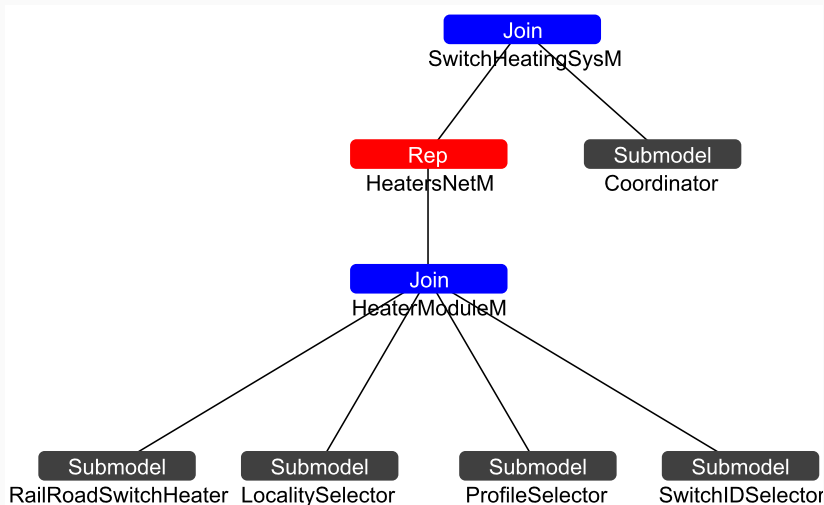 Join
SwitchHeatingSysM
Rep
Submodel
HeatersNetM
Coordinator
Join
HeaterModuleM
Submodel
Submodel
Submodel
Submodel
RailRoadSwitchHeater
LocalitySelector
ProfileSelector
SwitchIDSelector